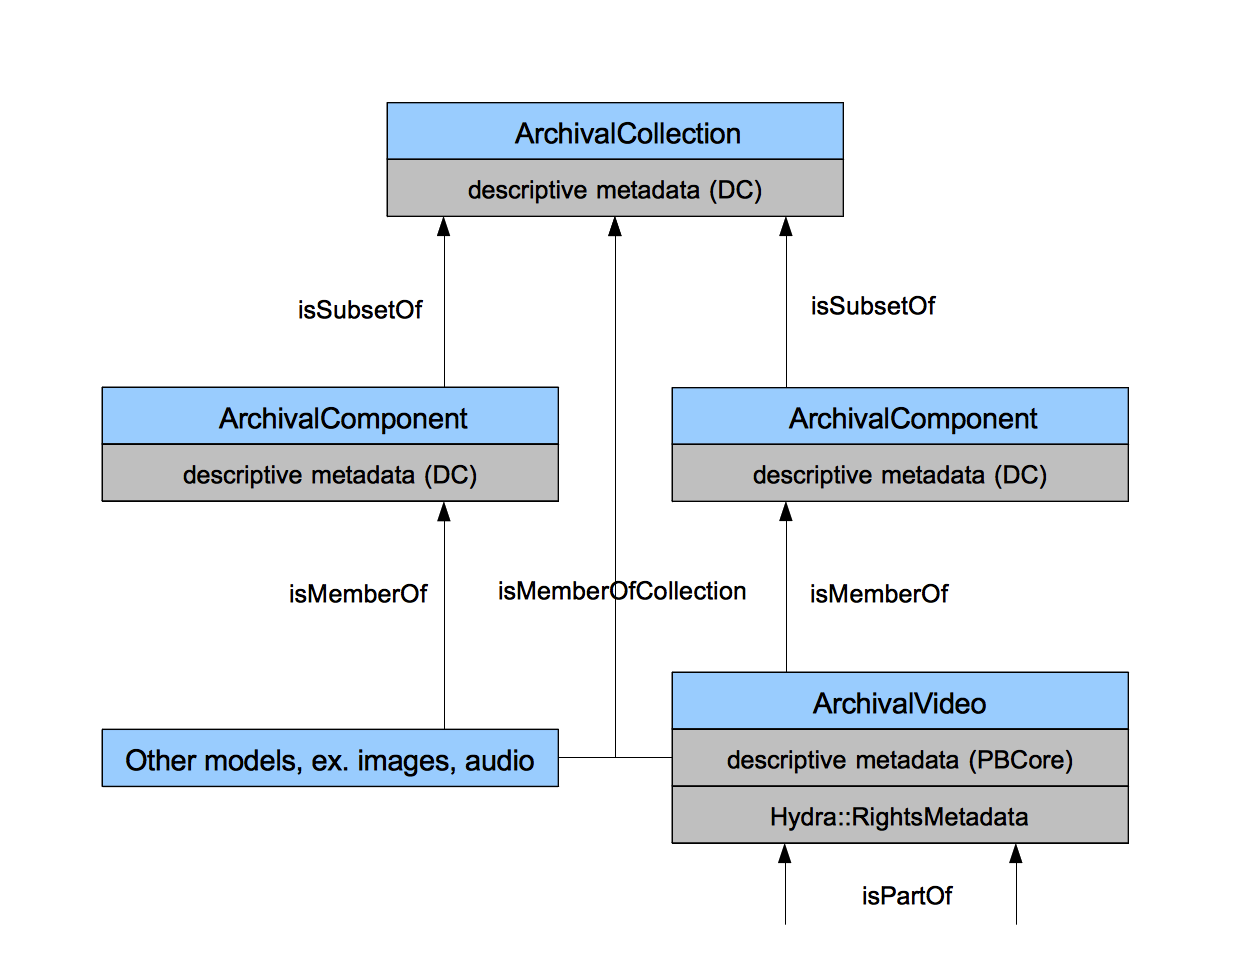 ArchivalCollection
descriptive metadata (DC)
isSubsetOf
isSubsetOf
ArchivalComponent
descriptive metadata (DC)
ArchivalComponent
descriptive metadata (DC)
isMemberOf
isMemberOfCollection
isMemberOf
Other models, ex. images, audio
ArchivalVideo
descriptive metadata (PBCore)
Hydra::RightsMetadata
isPartOf